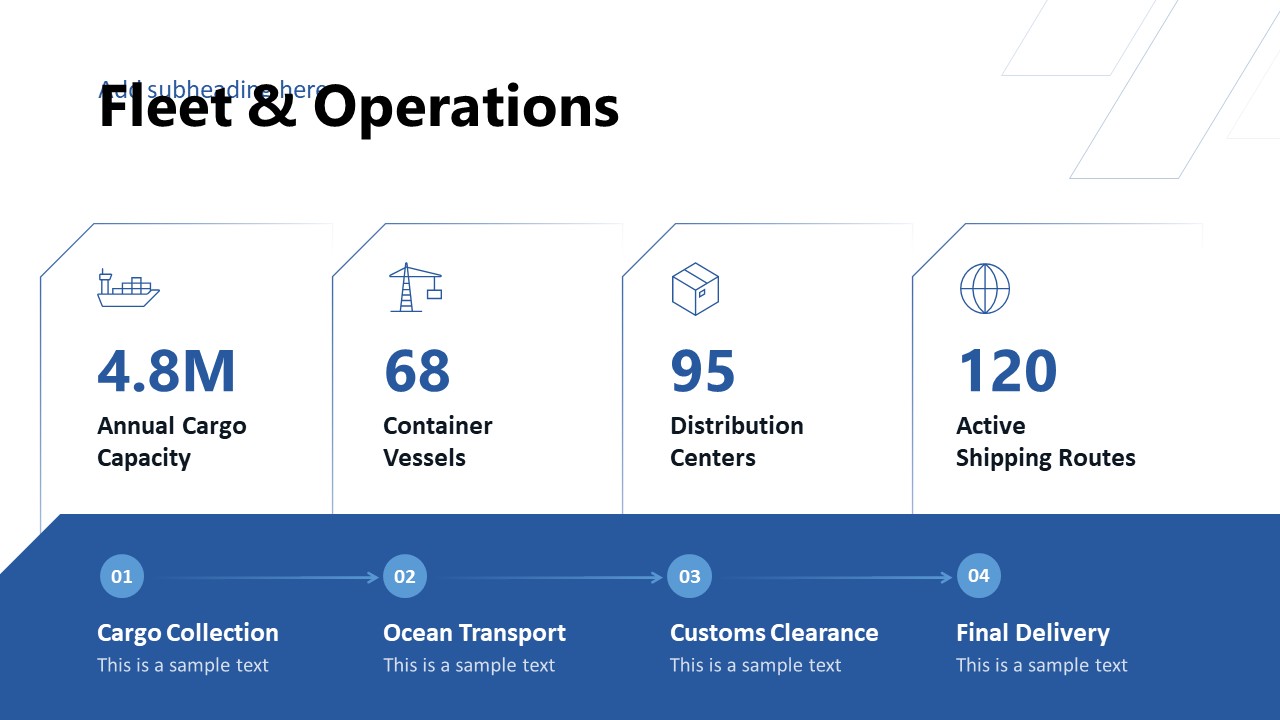 Add subheading here
Fleet & Operations
4.8M
Annual Cargo
Capacity
68
Container
Vessels
95
Distribution
Centers
120
Active
Shipping Routes
01
Cargo Collection
This is a sample text
02
Ocean Transport
This is a sample text
03
Customs Clearance
This is a sample text
04
Final Delivery
This is a sample text